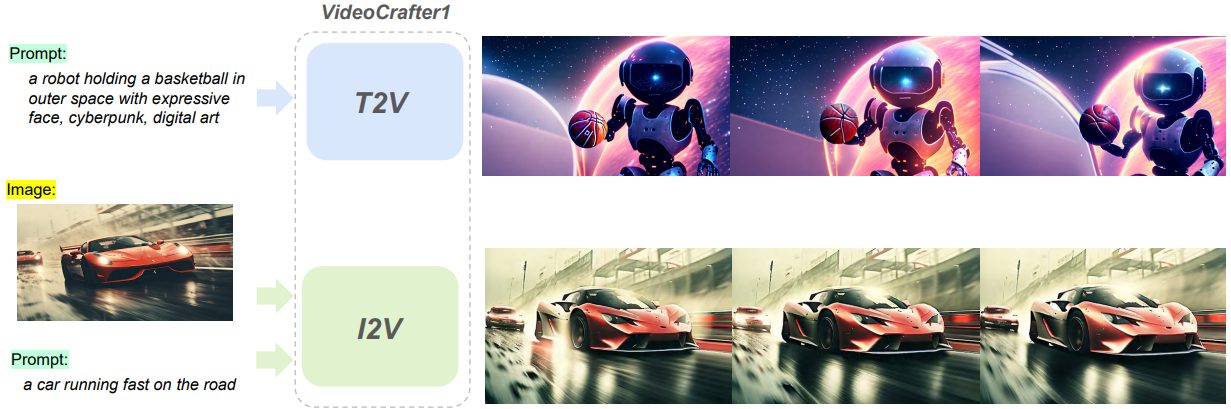 VideoCrafter1
Prompt:
a robot holding a basketball in
outer space with expressive
face, cyberpunk, digital art
T2V
Image:
I2V
Prompt:
a car running fast on the road